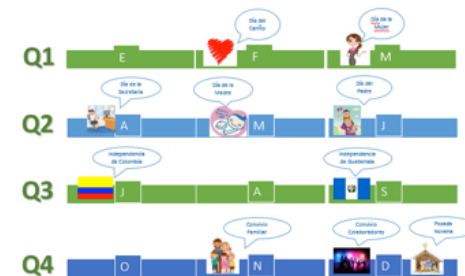 Día del
Cariño
Día de la
Mujer
Q1
E
F
M
Día de la
Secretaria
Día de la
Madre
Día del
Padre
Q2
A
M
J
Independencia
de Colombia
Independencia
de Guatemala
Q3
J
A
S
Convivio
Familiar
Convivio
Colaboradores
Posada
Novena
Q4
O
N
D